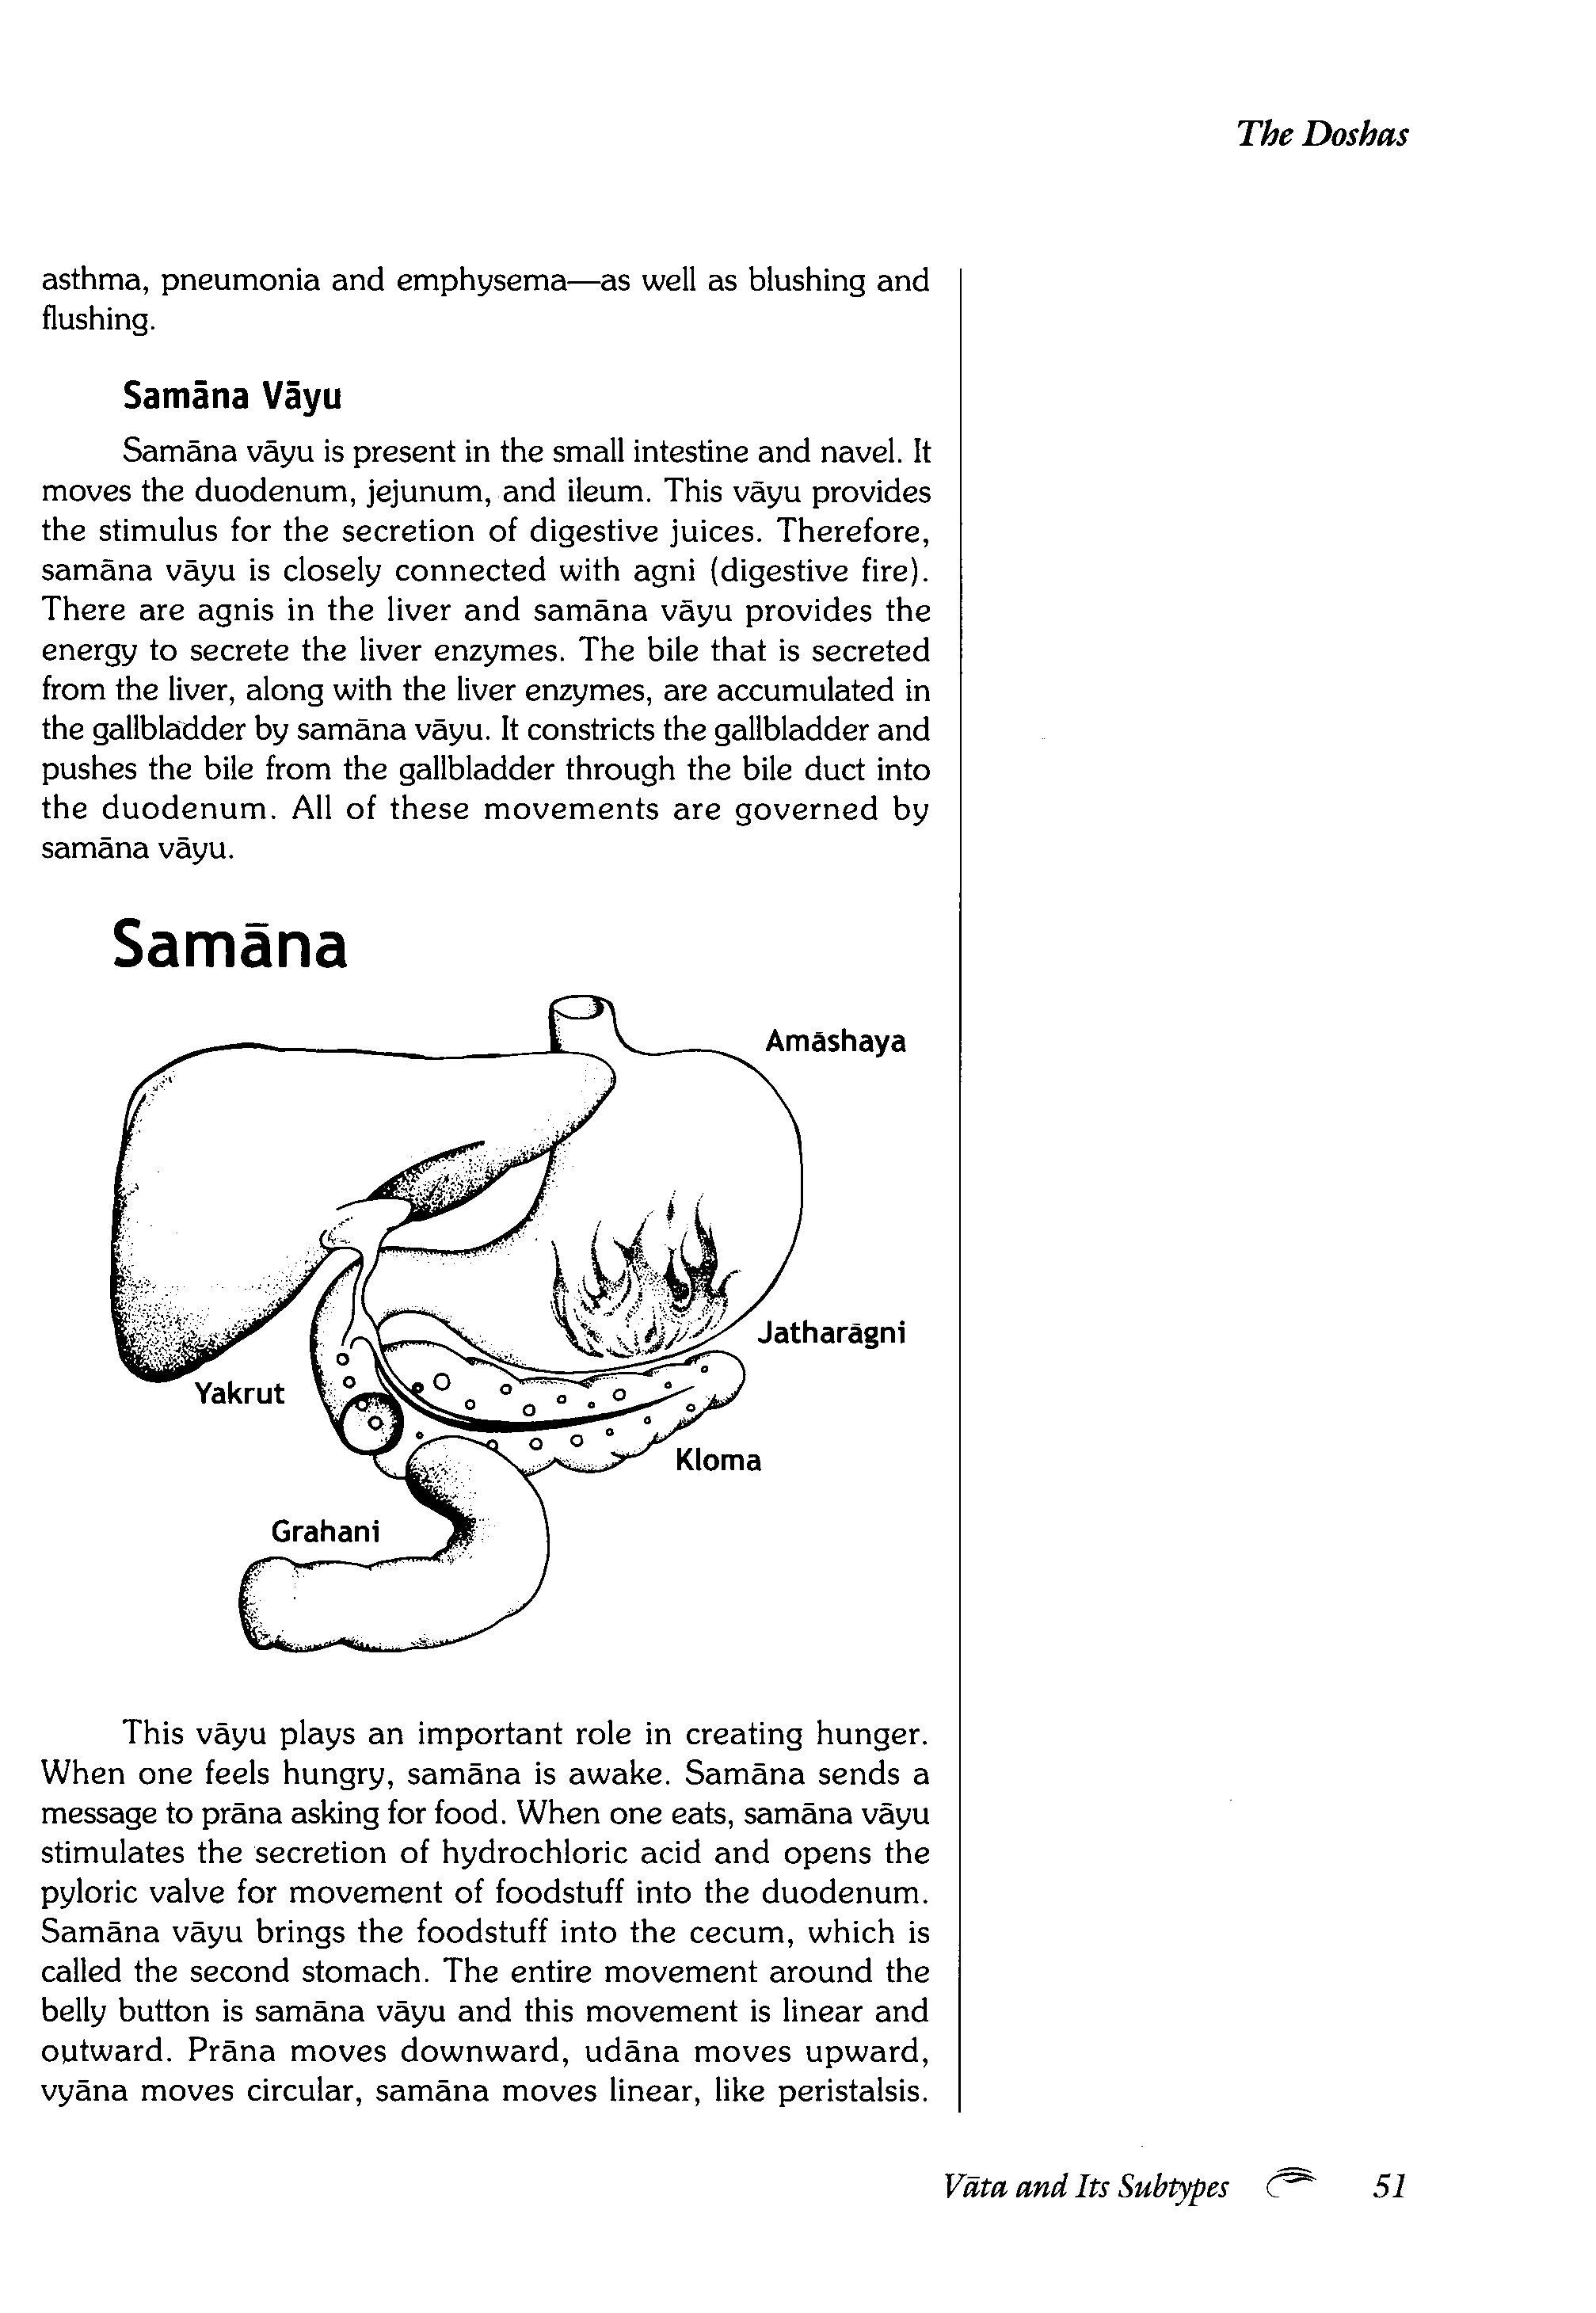 The Doshas
asthma, pneumonia and emphysema—as well as blushing and
flushing.
Samāna Vāyu
Samāna vāyu is present in the small intestine and navel. It
moves the duodenum, jejunum, and ileum. This vāyu provides
the stimulus for the secretion of digestive juices. Therefore,
samāna vāyu is closely connected with agni (digestive fire).
There are agnis in the liver and samāna vāyu provides the
energy to secrete the liver enzymes. The bile that is secreted
from the liver, along with the liver enzymes, are accumulated in
the gallbladder by samāna vāyu. It constricts the gallbladder and
pushes the bile from the gallbladder through the bile duct into
the duodenum. All of these movements are governed by
samāna vāyu.
Samāna
Amāshaya
Jatharāgni
Yakrut
Kloma
Grahani
This vāyu plays an important role in creating hunger.
When one feels hungry, samāna is awake. Samāna sends a
message to prāna asking for food. When one eats, samāna vāyu
stimulates the secretion of hydrochloric acid and opens the
pyloric valve for movement of foodstuff into the duodenum.
Samāna vāyu brings the foodstuff into the cecum, which is
called the second stomach. The entire movement around the
belly button is samāna vāyu and this movement is linear and
outward. Prāna moves downward, udāna moves upward,
vyāna moves circular, samāna moves linear, like peristalsis.
Vāta and Its Subtypes 51